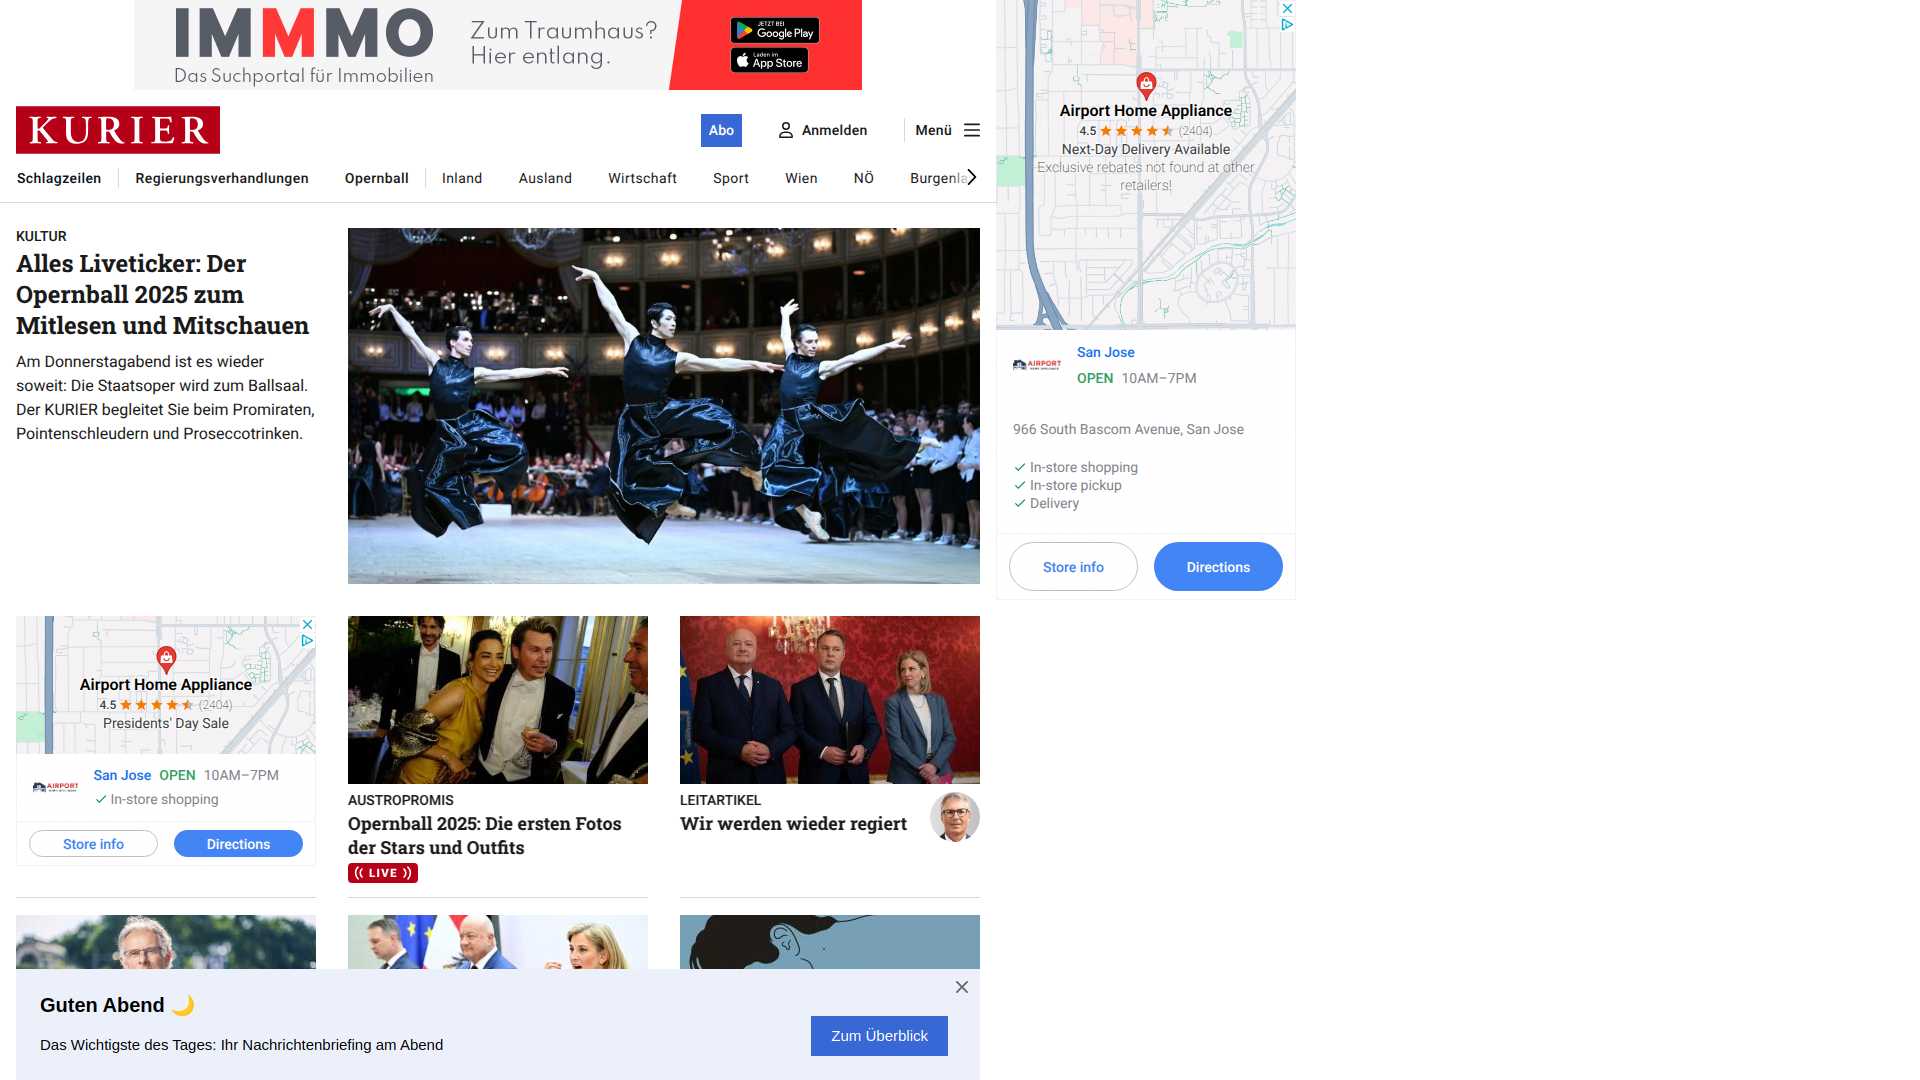 IMMMO
Das Suchportal für Immobilien
Zum Traumhaus?
Hier entlang.
JETZT BEI
Google Play
Laden im
App Store
KURIER
Abo
Anmelden
Menü
Schlagzeilen
Regierungsverhandlungen
Opernball
Inland
Ausland
Wirtschaft
Sport
Wien
NÖ
Burgenla
KULTUR
Alles Liveticker: Der
Opernball 2025 zum
Mitlesen und Mitschauen
Am Donnerstagabend ist es wieder
soweit: Die Staatsoper wird zum Ballsaal.
Der KURIER begleitet Sie beim Promiraten,
Pointenschleudern und Proseccotrinken.
Airport Home Appliance
4.5 (2404)
Next-Day Delivery Available
Exclusive rebates not found at other
retailers!
AIRPORT
San Jose
OPEN 10AM–7PM
966 South Bascom Avenue, San Jose
In-store shopping
In-store pickup
Delivery
Store info
Directions
Airport Home Appliance
4.5 (2404)
Presidents' Day Sale
AIRPORT
San Jose OPEN 10AM–7PM
In-store shopping
Store info
Directions
AUSTROPROMIS
Opernball 2025: Die ersten Fotos
der Stars und Outfits
LIVE
LEITARTIKEL
Wir werden wieder regiert
Guten Abend 🌙
Das Wichtigste des Tages: Ihr Nachrichtenbriefing am Abend
Zum Überblick